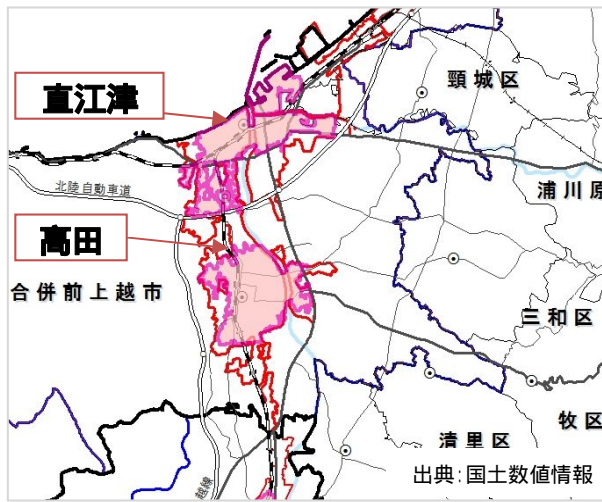 頸城区
直江津
北陸自動車道
浦川原
高田
合併前上越市
三和区
牧区
清里区
越線
出典：国土数値情報